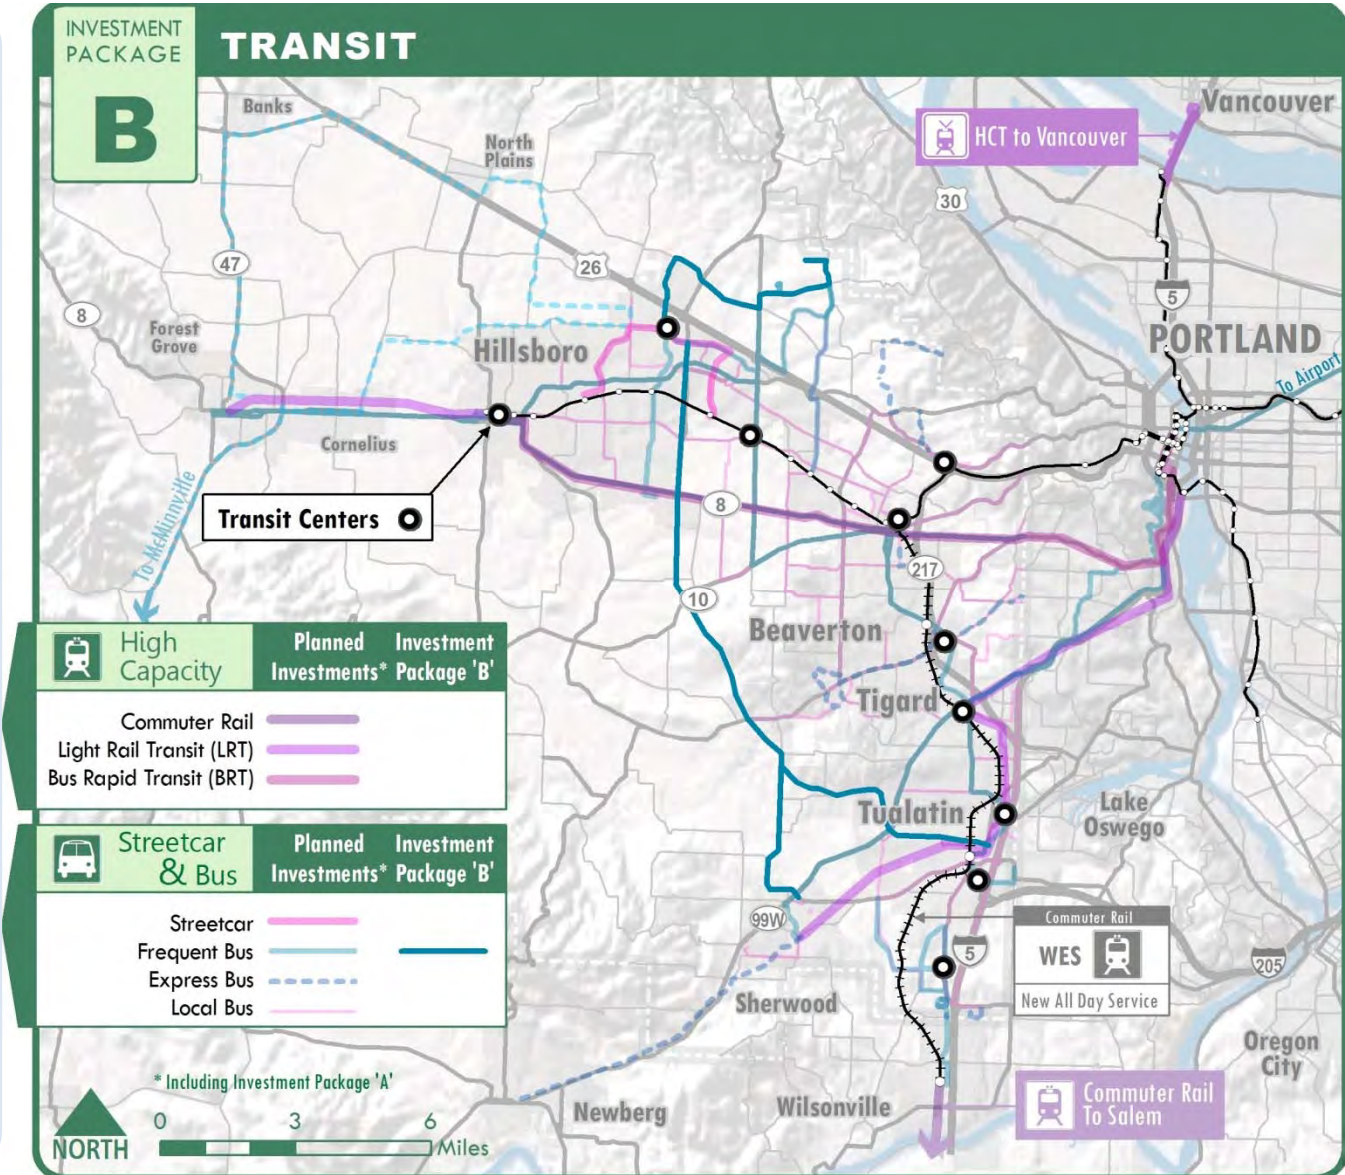 INVESTMENT
PACKAGE
B
TRANSIT
Banks
North
Plains
Vancouver
HCT to Vancouver
30
47
26
5
8
Forest
Grove
Hillsboro
PORTLAND
To Airport
Cornelius
Transit Centers
8
To McMinnville
217
10
Beaverton
Tigard
High
Capacity
Planned
Investments*
Investment
Package 'B'
Commuter Rail
Light Rail Transit (LRT)
Bus Rapid Transit (BRT)
Tualatin
Lake
Oswego
Streetcar
& Bus
Planned
Investments*
Investment
Package 'B'
Streetcar
Frequent Bus
Express Bus
Local Bus
99W
Commuter Rail
WES
New All Day Service
5
205
Sherwood
Oregon
City
* Including Investment Package 'A'
0 3 6
Miles
NORTH
Newberg
Wilsonville
Commuter Rail
To Salem